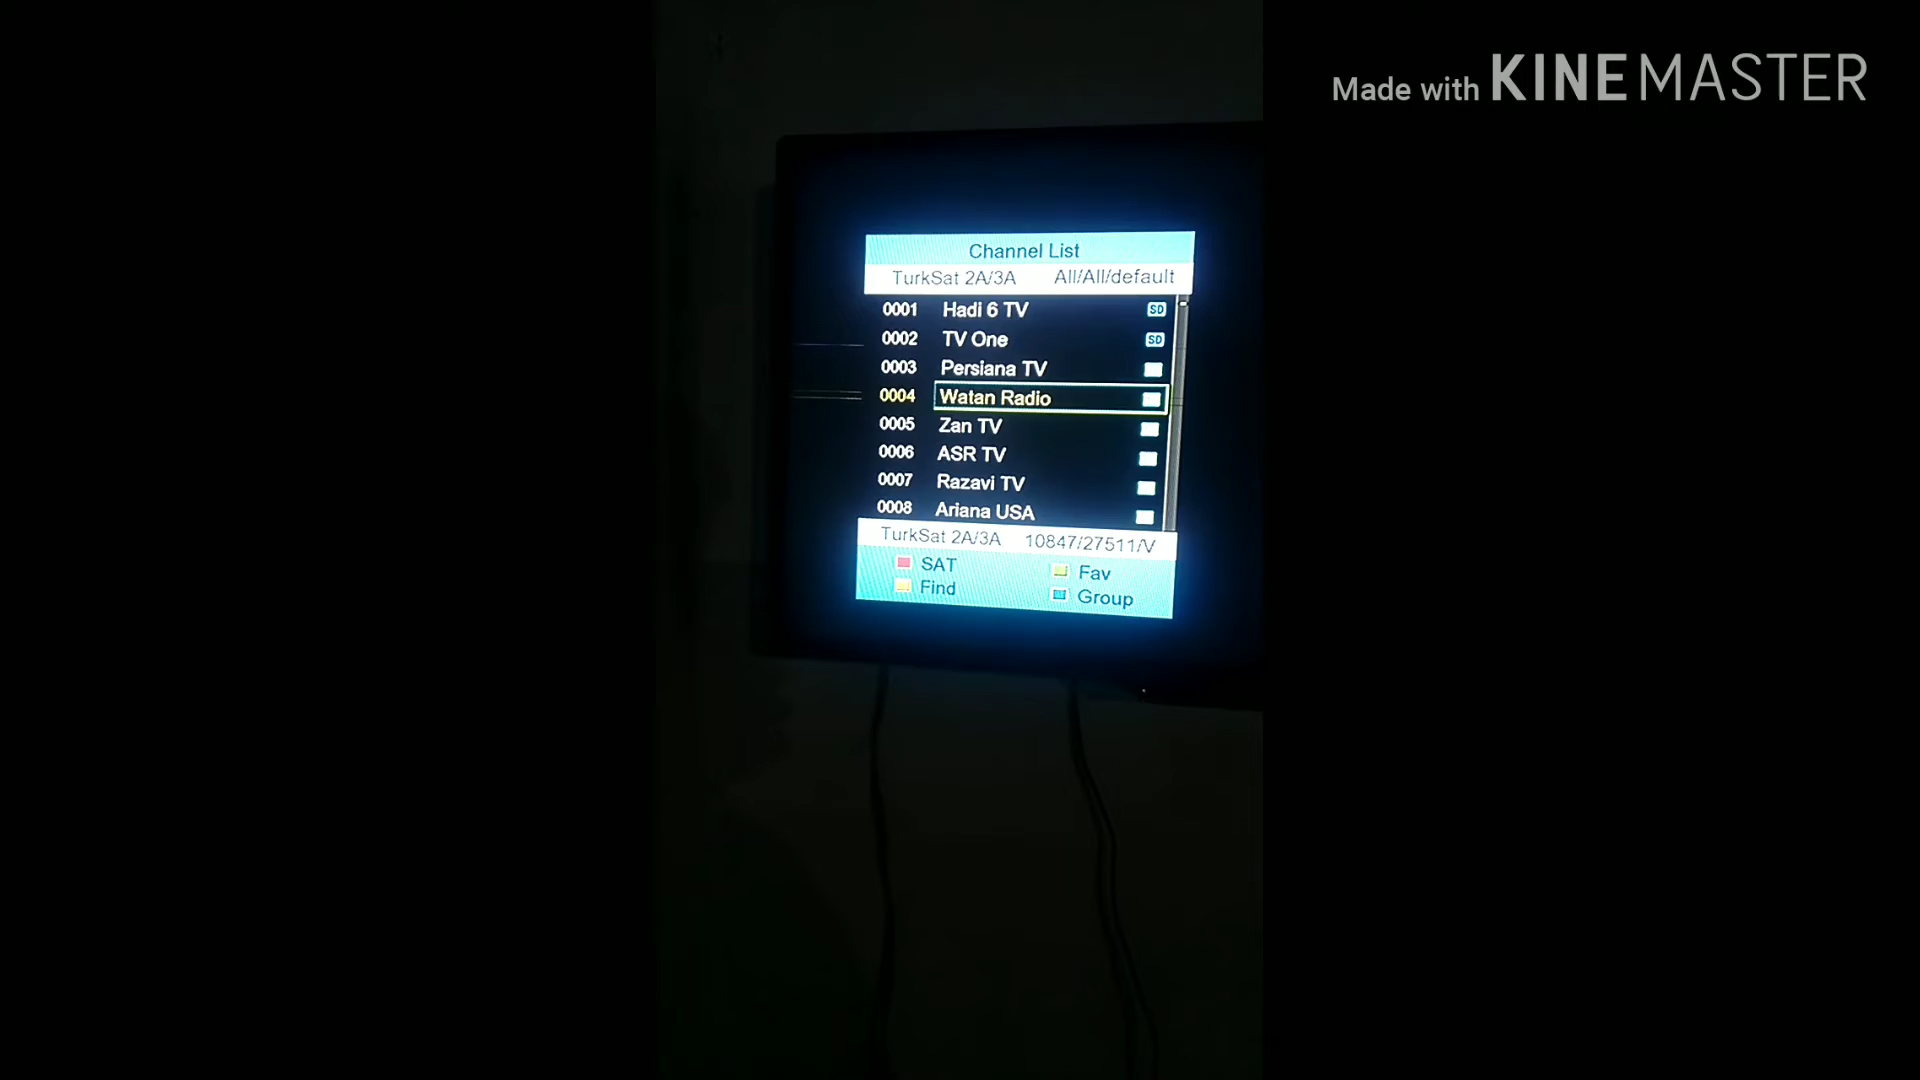 Made with KINEMASTER
Channel List
TurkSat 2A/3A All/All/default
0001 Hadi 6 TV SD
0002 TV One SD
0003 Persiana TV
0004 Watan Radio
0005 Zan TV
0006 ASR TV
0007 Razavi TV
0008 Ariana USA
TurkSat 2A/3A 10847/27511/V
SAT Fav
Find Group